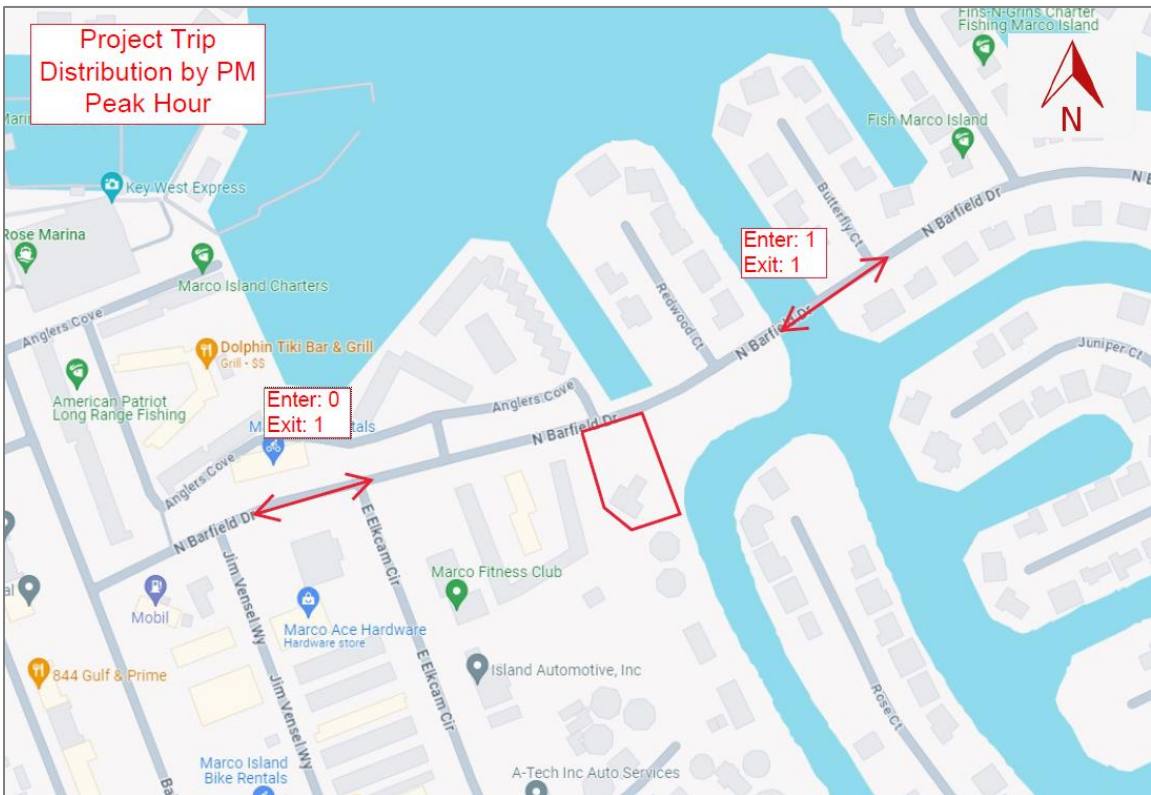 Project Trip
Distribution by PM
Peak Hour
Fins-N-Grins Charter
Fishing Marco Island
N
Fish Marco Island
Key West Express
Rose Marina
Marco Island Charters
Anglers Cove
Butterfly Ct
N Barfield Dr
N B
Enter: 1
Exit: 1
Redwood Ct
N Barfield Dr
Juniper Ct
Dolphin Tiki Bar & Grill
Grill • $$
American Patriot
Long Range Fishing
Enter: 0
Exit: 1
Anglers Cove
N Barfield Dr
Anglers Cove
N Barfield Dr
E Elkcam Cir
Jim Vensel Wy
Mobil
Marco Ace Hardware
Hardware store
Marco Fitness Club
844 Gulf & Prime
Island Automotive, Inc
E Elkcam Cir
Jim Vensel Wy
Rose Ct
Marco Island
Bike Rentals
A-Tech Inc Auto Services